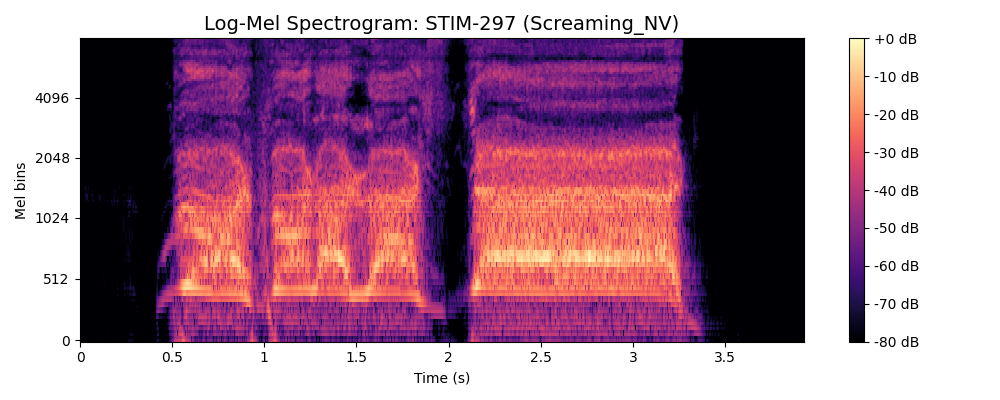 Log-Mel Spectrogram: STIM-297 (Screaming_NV)
Mel bins
4096
2048
1024
512
0
0 0.5 1 1.5 2 2.5 3 3.5
Time (s)
+0 dB
-10 dB
-20 dB
-30 dB
-40 dB
-50 dB
-60 dB
-70 dB
-80 dB